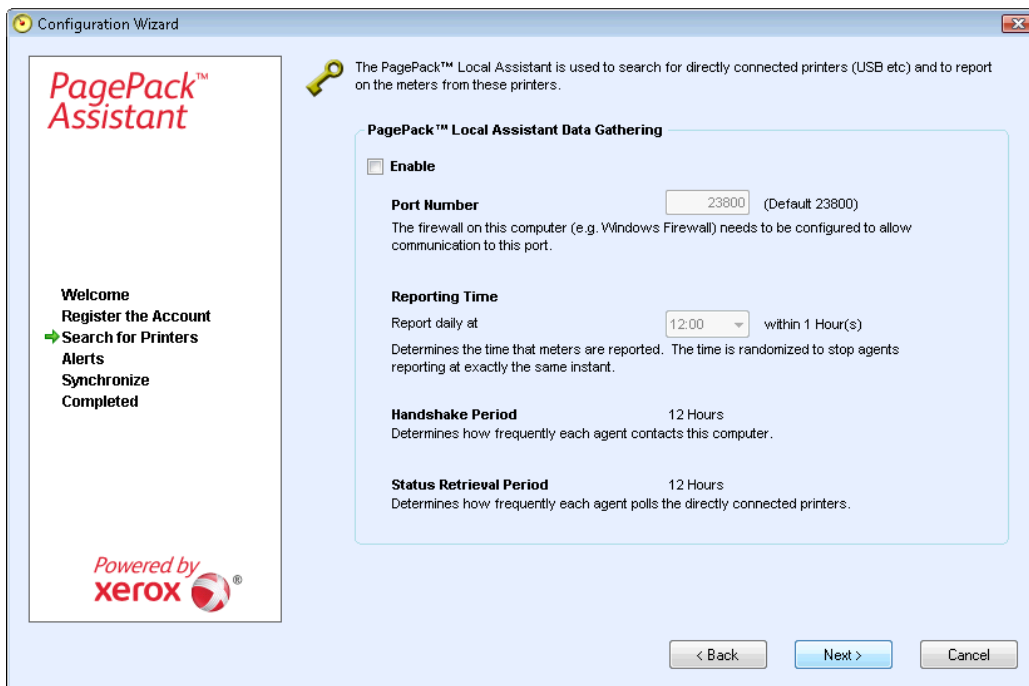 Configuration Wizard
PagePack™
Assistant
Welcome
Register the Account
Search for Printers
Alerts
Synchronize
Completed
Powered by
xerox ®
The PagePack™ Local Assistant is used to search for directly connected printers (USB etc) and to report
on the meters from these printers.
PagePack™ Local Assistant Data Gathering
Enable
Port Number 23800 (Default 23800)
The firewall on this computer (e.g. Windows Firewall) needs to be configured to allow
communication to this port.
Reporting Time
Report daily at 12:00 within 1 Hour(s)
Determines the time that meters are reported. The time is randomized to stop agents
reporting at exactly the same instant.
Handshake Period 12 Hours
Determines how frequently each agent contacts this computer.
Status Retrieval Period 12 Hours
Determines how frequently each agent polls the directly connected printers.
< Back Next > Cancel